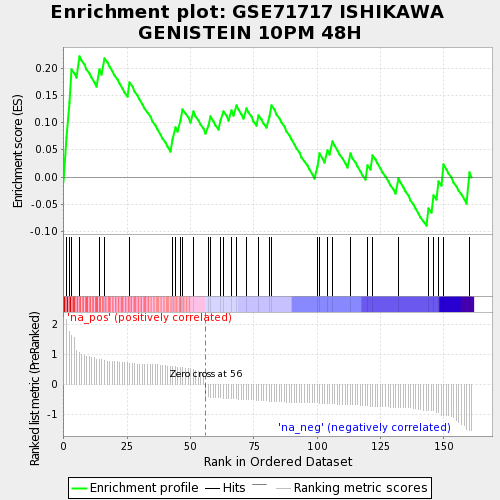 Enrichment plot: GSE71717 ISHIKAWA
GENISTEIN 10PM 48H
Enrichment score (ES)
0.20
0.15
0.10
0.05
0.00
-0.05
-0.10
'na_pos' (positively correlated)
Ranked list metric (PreRanked)
2
1
0
-1
Zero cross at 56
'na_neg' (negatively correlated)
0
25
50
75
100
125
150
Rank in Ordered Dataset
Enrichment profile
Hits
Ranking metric scores